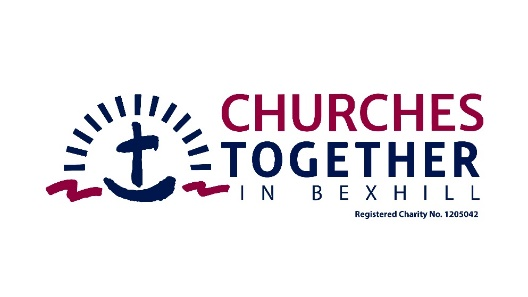 CHURCHES
TOGETHER
IN BEXHILL
Registered Charity No. 1205042